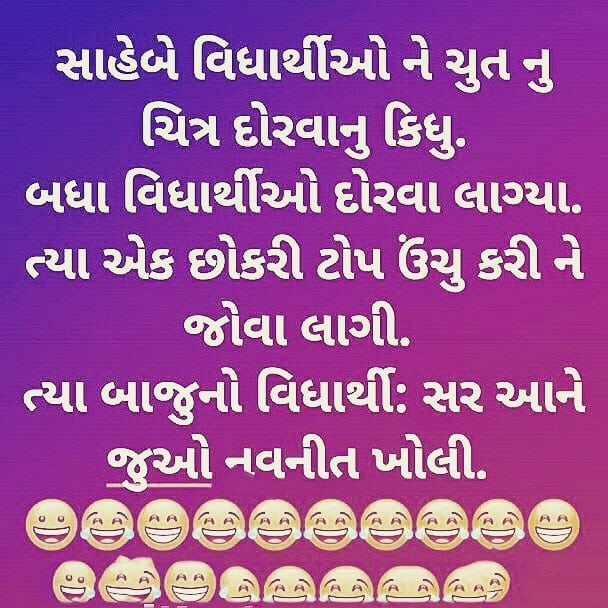 સાહેબે વિધાર્થીઓ ને ચુત નુ
ચિત્ર દોરવાનુ કિધુ.
બધા વિધાર્થીઓ દોરવા લાગ્યા.
ત્યા એક છોકરી ટોપ ઉંચુ કરી ને
જોવા લાગી.
ત્યા બાજુનો વિધાર્થી: સર આને
જુઓ નવનીત ખોલી.